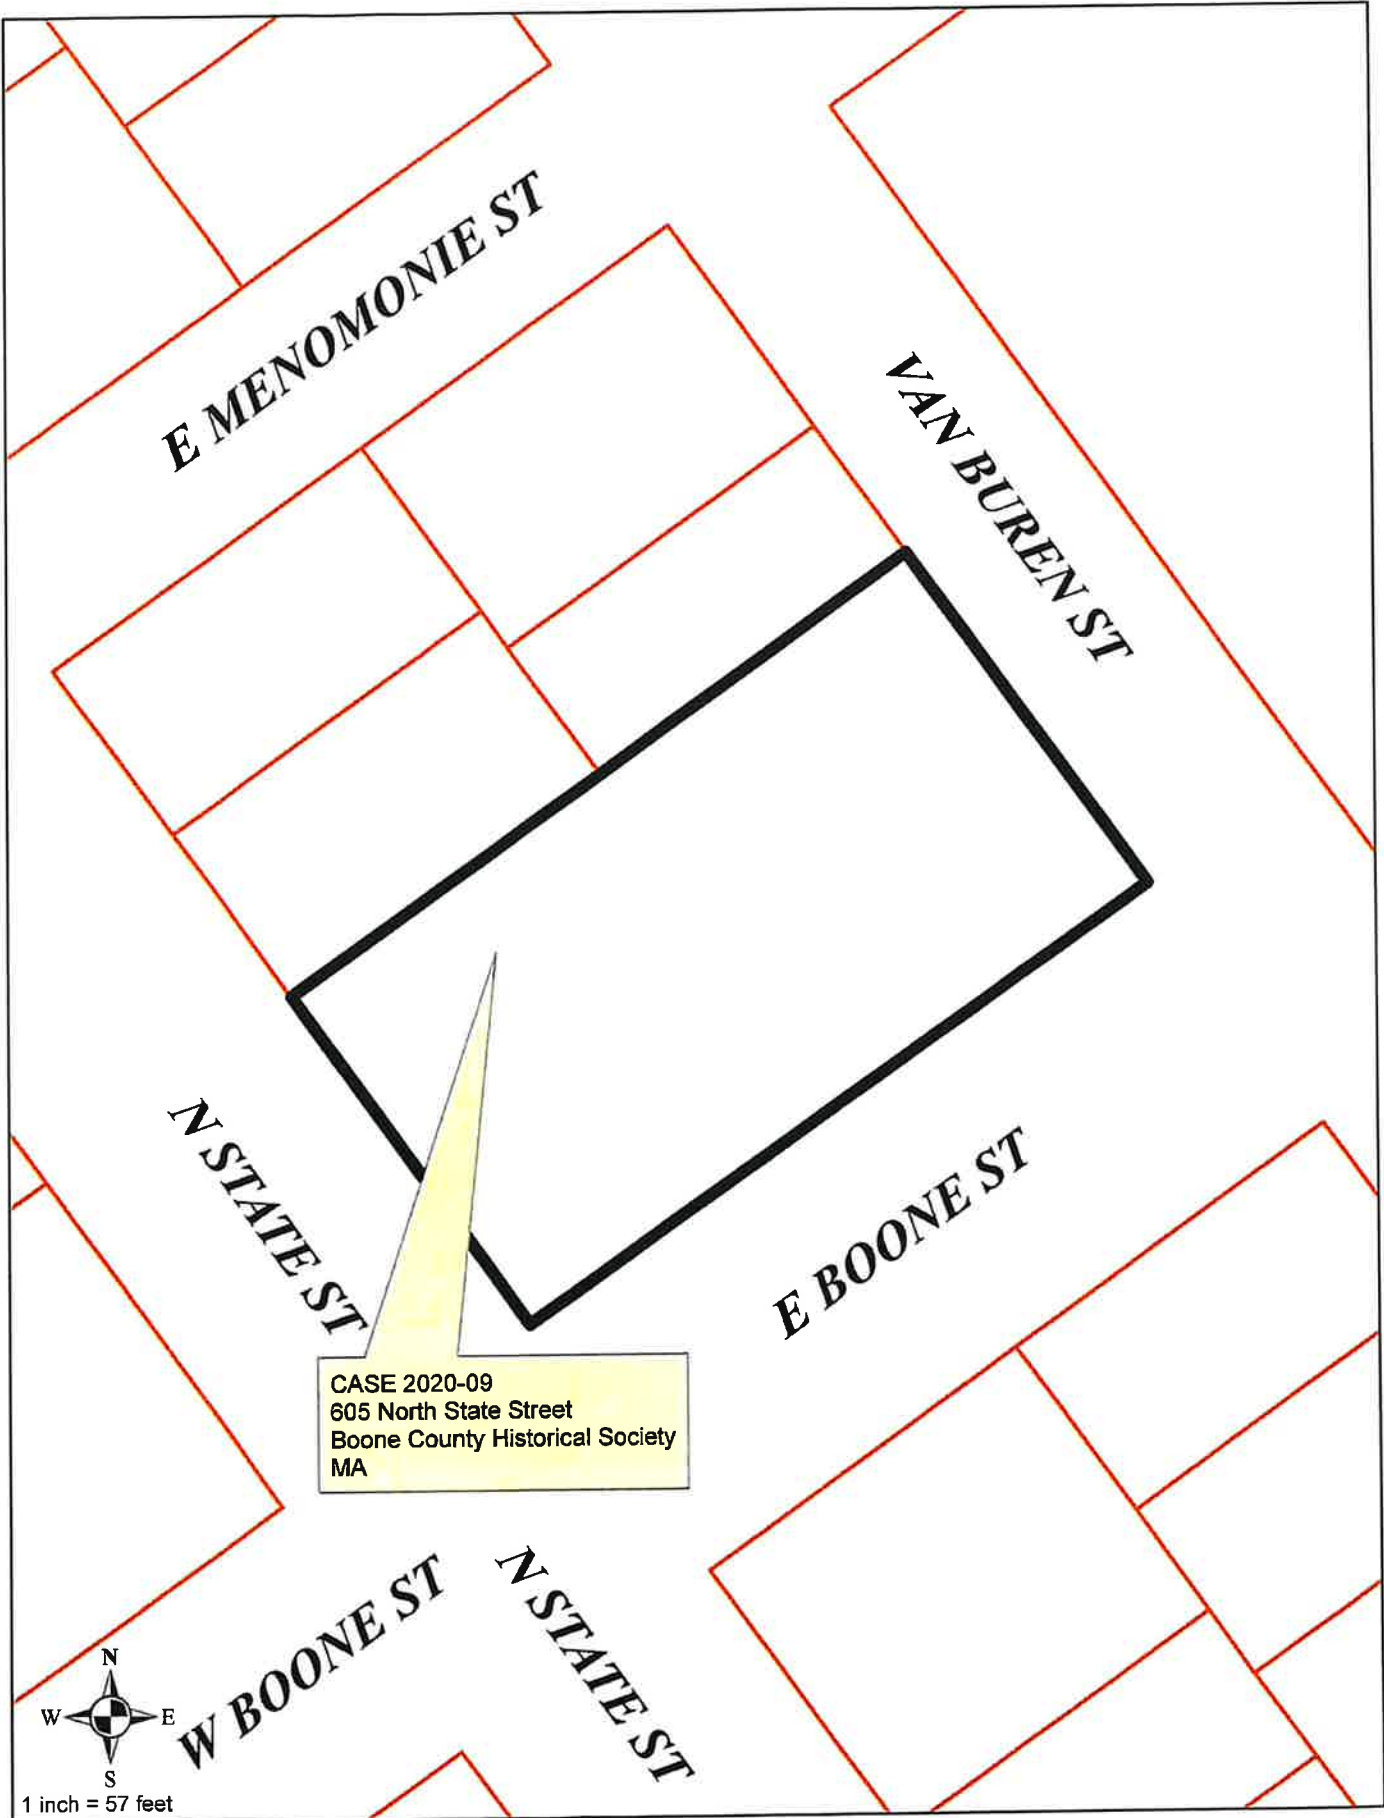 E MENOMONIE ST
VAN BUREN ST
N STATE ST
E BOONE ST
CASE 2020-09
605 North State Street
Boone County Historical Society
MA
W BOONE ST
N STATE ST
N
W E
S
1 inch = 57 feet